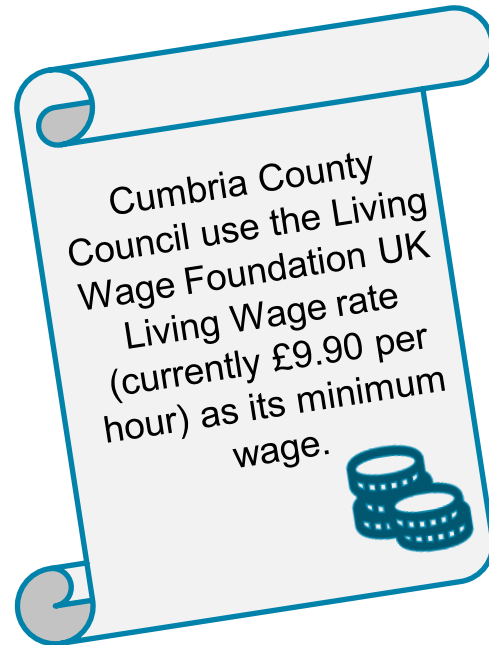 Cumbria County
Council use the Living
Wage Foundation UK
Living Wage rate
(currently £9.90 per
hour) as its minimum
wage.